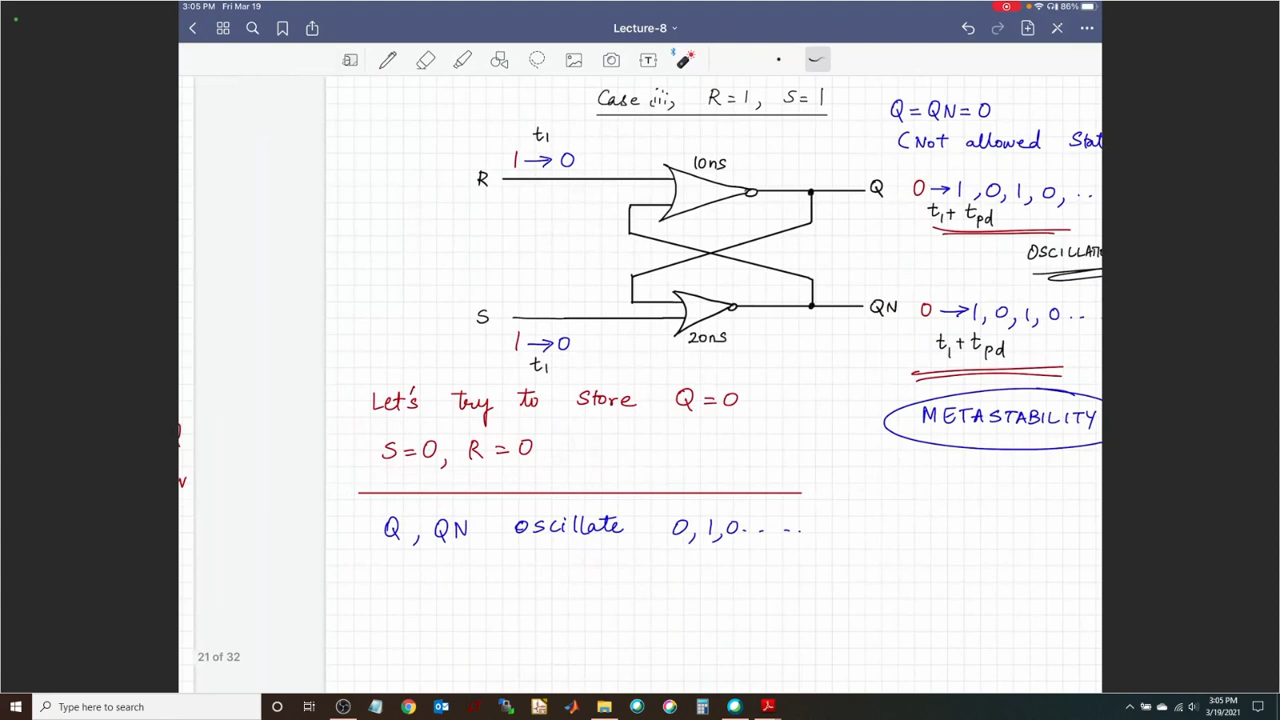 3:05 PM Fri Mar 19
86%
Lecture-8
T
Case iii, R = 1, S = 1
Q = QN = 0
(Not allowed Stat
t₁
1 → 0
10ns
R
Q
0 → 1, 0, 1, 0, ..
t₁ + tpd
OSCILLATO
S
QN
0 → 1, 0, 1, 0 ..
1 → 0
t₁
20ns
t₁ + tpd
Let's try to store Q = 0
METASTABILITY
S = 0, R = 0
Q, QN oscillate 0, 1, 0.. ...
21 of 32
Type here to search
3:05 PM
3/19/2021